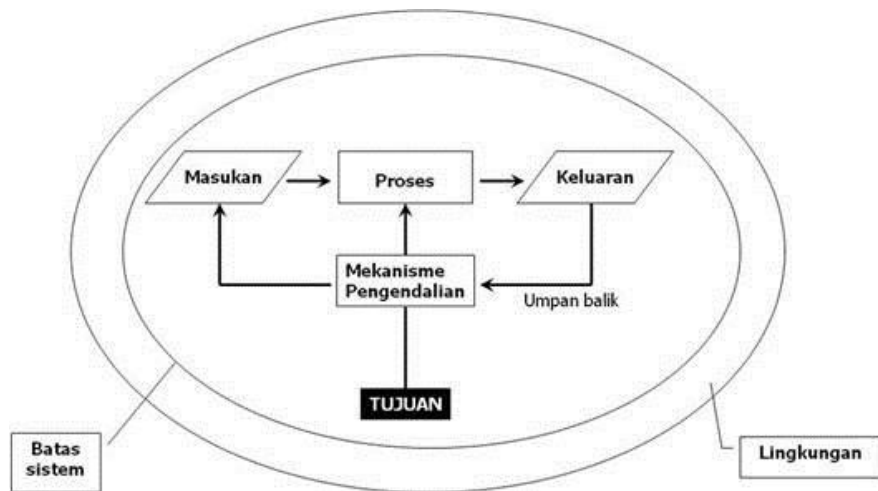 Masukan
Proses
Keluaran
Mekanisme
Pengendalian
Umpan balik
TUJUAN
Batas
sistem
Lingkungan